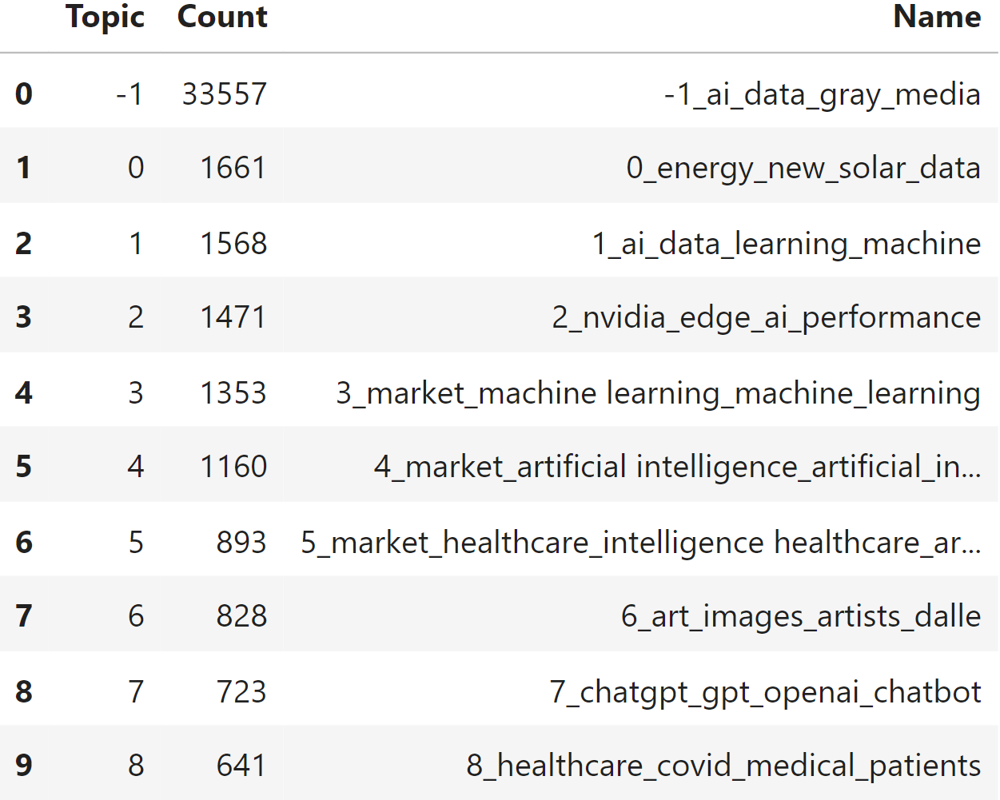 Topic Count Name
0 -1 33557 -1_ai_data_gray_media
1 0 1661 0_energy_new_solar_data
2 1 1568 1_ai_data_learning_machine
3 2 1471 2_nvidia_edge_ai_performance
4 3 1353 3_market_machine learning_machine_learning
5 4 1160 4_market_artificial intelligence_artificial_in...
6 5 893 5_market_healthcare_intelligence healthcare_ar...
7 6 828 6_art_images_artists_dalle
8 7 723 7_chatgpt_gpt_openai_chatbot
9 8 641 8_healthcare_covid_medical_patients